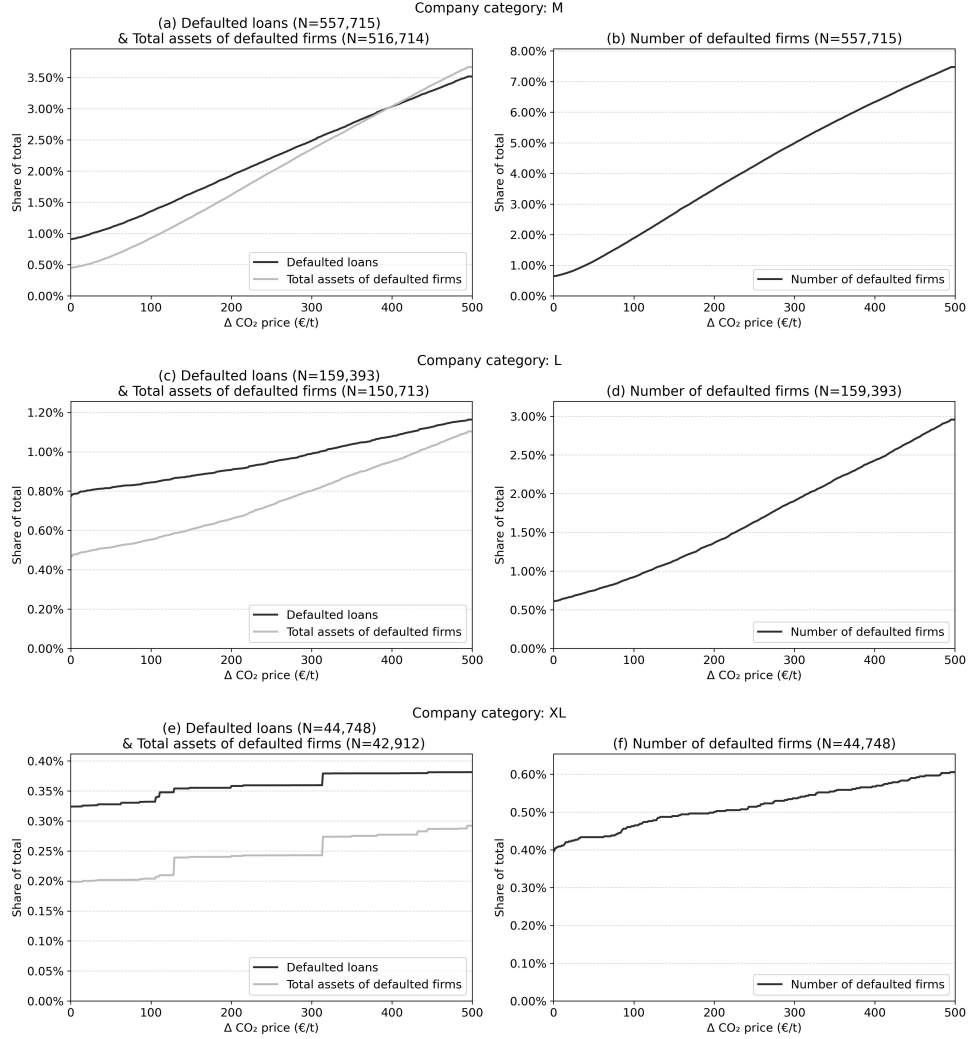 Company category: M
(a) Defaulted loans (N=557,715)
& Total assets of defaulted firms (N=516,714)
Share of total
3.50%
3.00%
2.50%
2.00%
1.50%
1.00%
0.50%
0.00%
0
100
200
300
400
500
Δ CO₂ price (€/t)
Defaulted loans
Total assets of defaulted firms
(b) Number of defaulted firms (N=557,715)
Share of total
8.00%
7.00%
6.00%
5.00%
4.00%
3.00%
2.00%
1.00%
0.00%
0
100
200
300
400
500
Δ CO₂ price (€/t)
Number of defaulted firms
Company category: L
(c) Defaulted loans (N=159,393)
& Total assets of defaulted firms (N=150,713)
Share of total
1.20%
1.00%
0.80%
0.60%
0.40%
0.20%
0.00%
0
100
200
300
400
500
Δ CO₂ price (€/t)
Defaulted loans
Total assets of defaulted firms
(d) Number of defaulted firms (N=159,393)
Share of total
3.00%
2.50%
2.00%
1.50%
1.00%
0.50%
0.00%
0
100
200
300
400
500
Δ CO₂ price (€/t)
Number of defaulted firms
Company category: XL
(e) Defaulted loans (N=44,748)
& Total assets of defaulted firms (N=42,912)
Share of total
0.40%
0.35%
0.30%
0.25%
0.20%
0.15%
0.10%
0.05%
0.00%
0
100
200
300
400
500
Δ CO₂ price (€/t)
Defaulted loans
Total assets of defaulted firms
(f) Number of defaulted firms (N=44,748)
Share of total
0.60%
0.50%
0.40%
0.30%
0.20%
0.10%
0.00%
0
100
200
300
400
500
Δ CO₂ price (€/t)
Number of defaulted firms